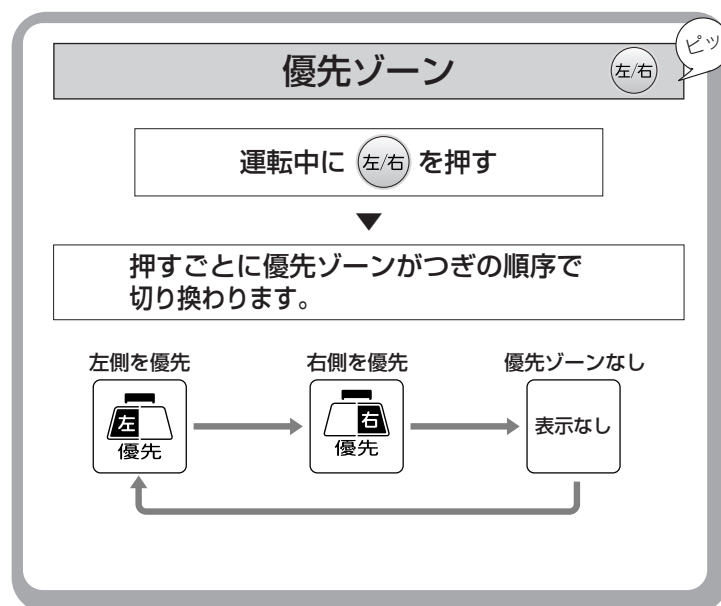 優先ゾーン
左/右
ピッ
運転中に 左/右 を押す
押すごとに優先ゾーンがつぎの順序で
切り換わります。
左側を優先
右側を優先
優先ゾーンなし
左
優先
右
優先
表示なし